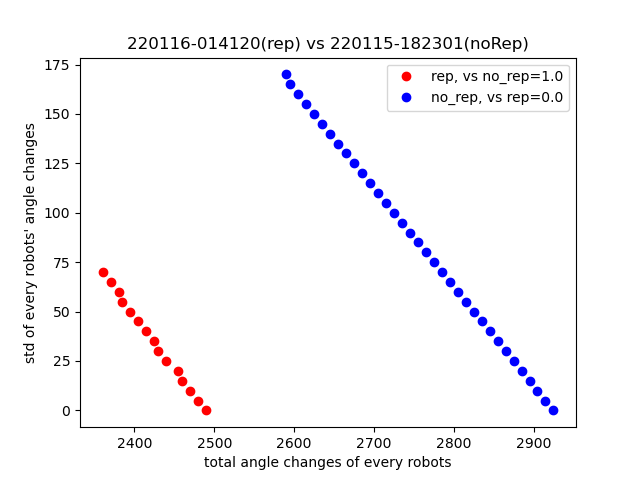 220116-014120(rep) vs 220115-182301(noRep)
rep, vs no_rep=1.0
no_rep, vs rep=0.0
std of every robots' angle changes
175
150
125
100
75
50
25
0
2400 2500 2600 2700 2800 2900
total angle changes of every robots